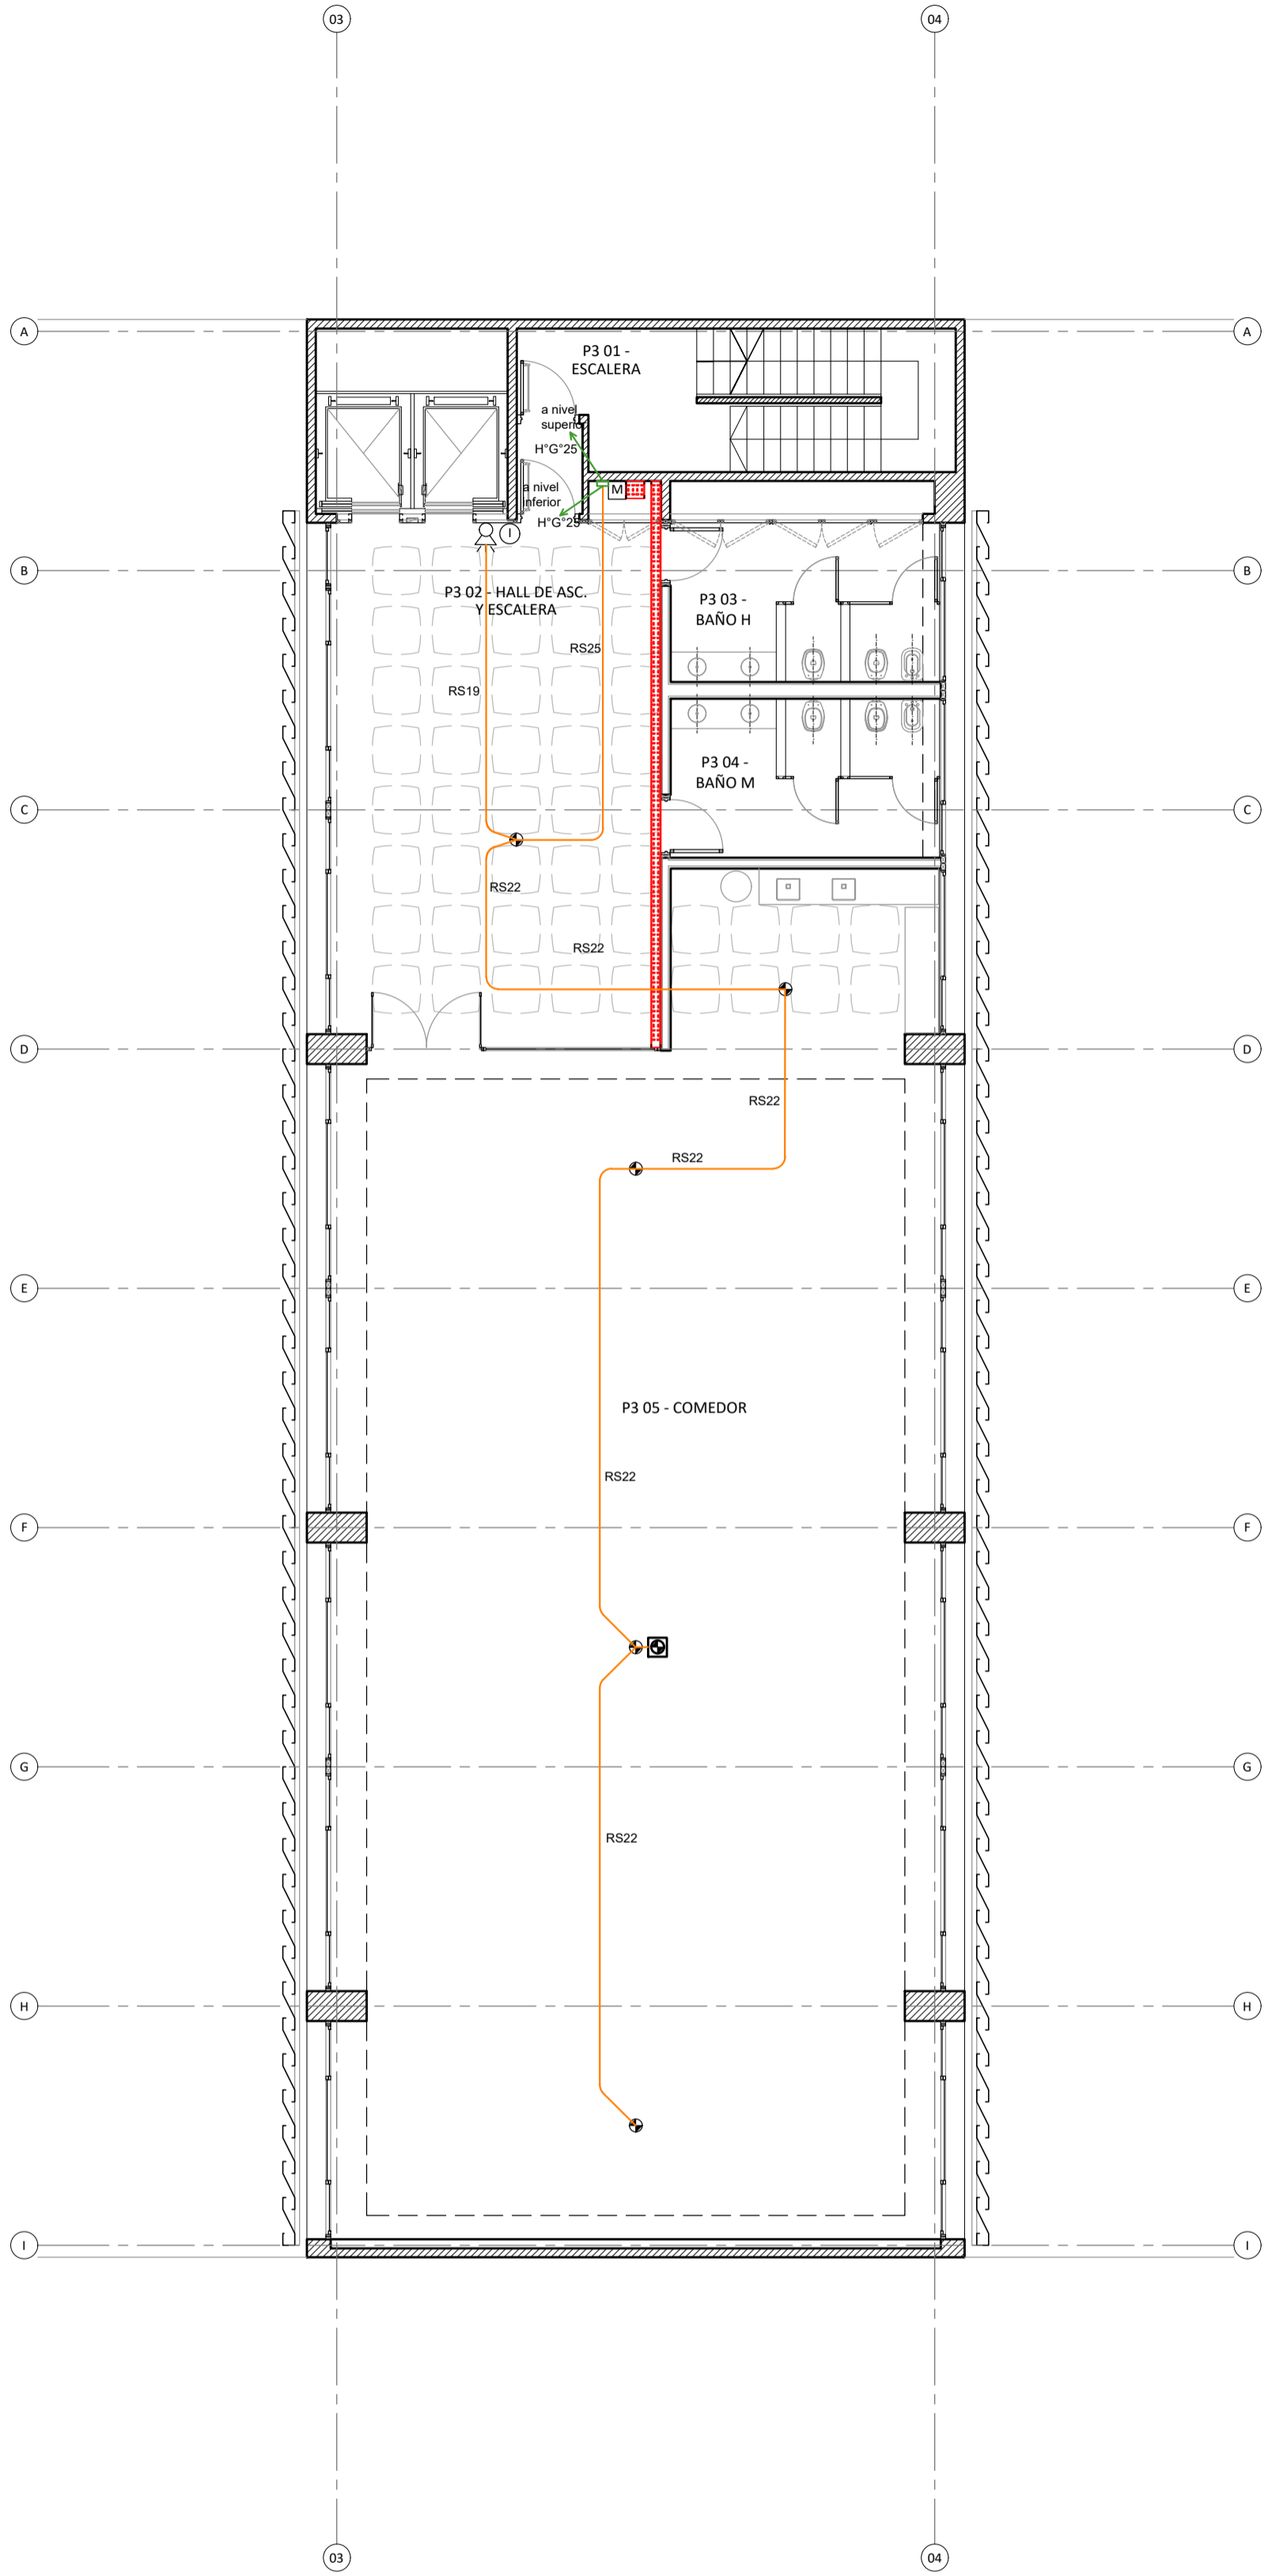 03
04
A
A
P3 01 -
ESCALERA
a nivel
superio
H°G°25
M
a nivel
inferior
H°G°25
I
B
B
P3 02 - HALL DE ASC.
Y ESCALERA
P3 03 -
BAÑO H
RS25
RS19
P3 04 -
BAÑO M
C
C
RS22
RS22
D
D
RS22
RS22
E
E
P3 05 - COMEDOR
RS22
F
F
G
G
RS22
H
H
I
I
03
04